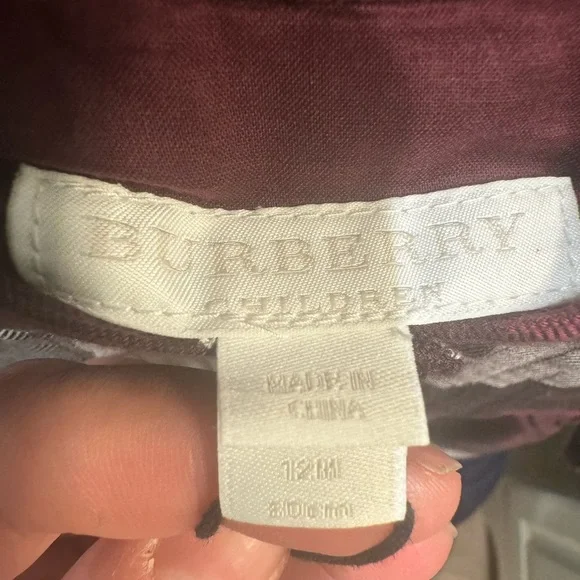 BURBERRY
CHILDREN
MADE IN
CHINA
12M
80cm